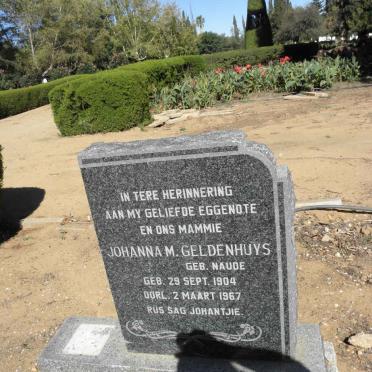 IN TERE HERINNERING
AAN MY GELIEFDE EGGENOTE
EN ONS MAMMIE
JOHANNA M. GELDENHUYS
GEB. NAUDE
GEB. 29 SEPT. 1904
OORL. 2 MAART 1967
RUS SAG JOHANTJIE.